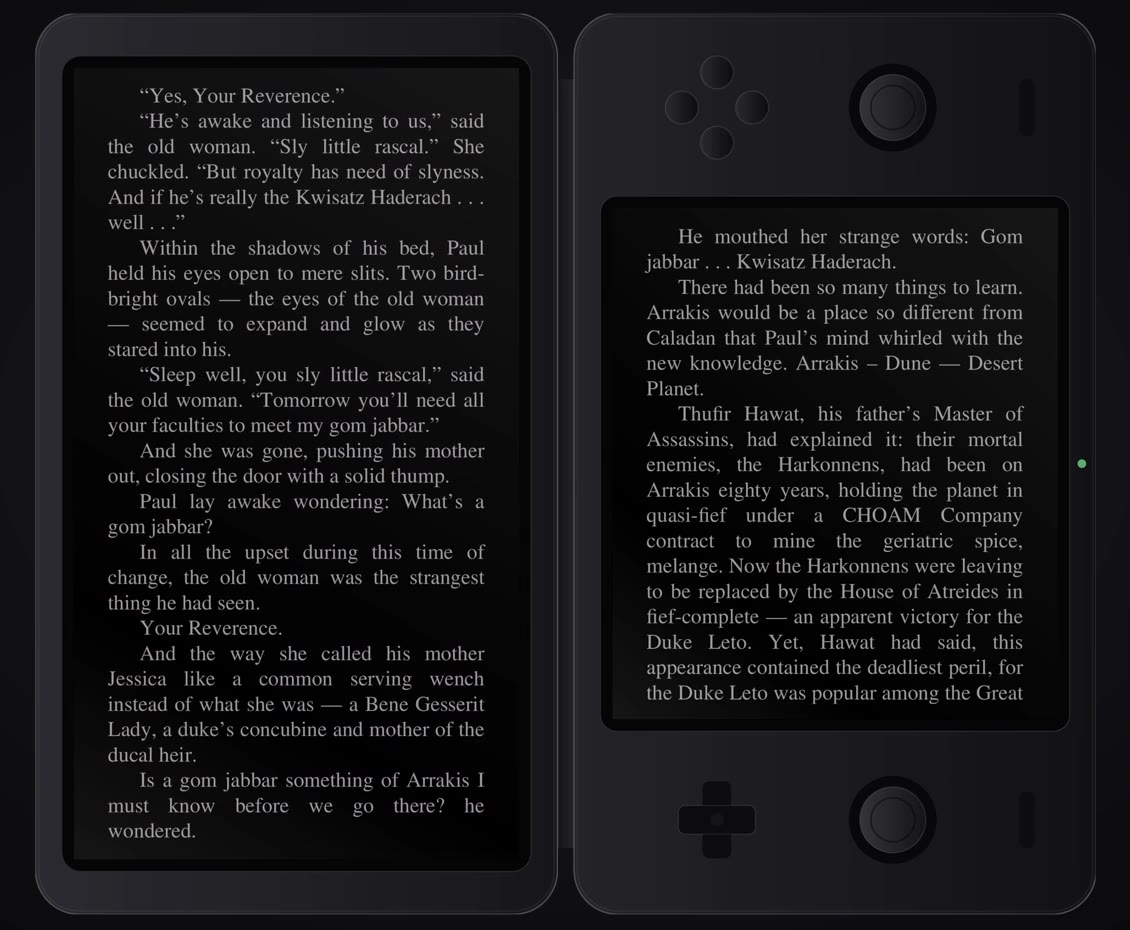 “Yes, Your Reverence.”
“He’s awake and listening to us,” said
the old woman. “Sly little rascal.” She
chuckled. “But royalty has need of slyness.
And if he’s really the Kwisatz Haderach . . .
well . . .”
Within the shadows of his bed, Paul
held his eyes open to mere slits. Two bird-
bright ovals — the eyes of the old woman
— seemed to expand and glow as they
stared into his.
“Sleep well, you sly little rascal,” said
the old woman. “Tomorrow you’ll need all
your faculties to meet my gom jabbar.”
And she was gone, pushing his mother
out, closing the door with a solid thump.
Paul lay awake wondering: What’s a
gom jabbar?
In all the upset during this time of
change, the old woman was the strangest
thing he had seen.
Your Reverence.
And the way she called his mother
Jessica like a common serving wench
instead of what she was — a Bene Gesserit
Lady, a duke’s concubine and mother of the
ducal heir.
Is a gom jabbar something of Arrakis I
must know before we go there? he
wondered.
He mouthed her strange words: Gom
jabbar . . . Kwisatz Haderach.
There had been so many things to learn.
Arrakis would be a place so different from
Caladan that Paul’s mind whirled with the
new knowledge. Arrakis – Dune — Desert
Planet.
Thufir Hawat, his father’s Master of
Assassins, had explained it: their mortal
enemies, the Harkonnens, had been on
Arrakis eighty years, holding the planet in
quasi-fief under a CHOAM Company
contract to mine the geriatric spice,
melange. Now the Harkonnens were leaving
to be replaced by the House of Atreides in
fief-complete — an apparent victory for the
Duke Leto. Yet, Hawat had said, this
appearance contained the deadliest peril, for
the Duke Leto was popular among the Great